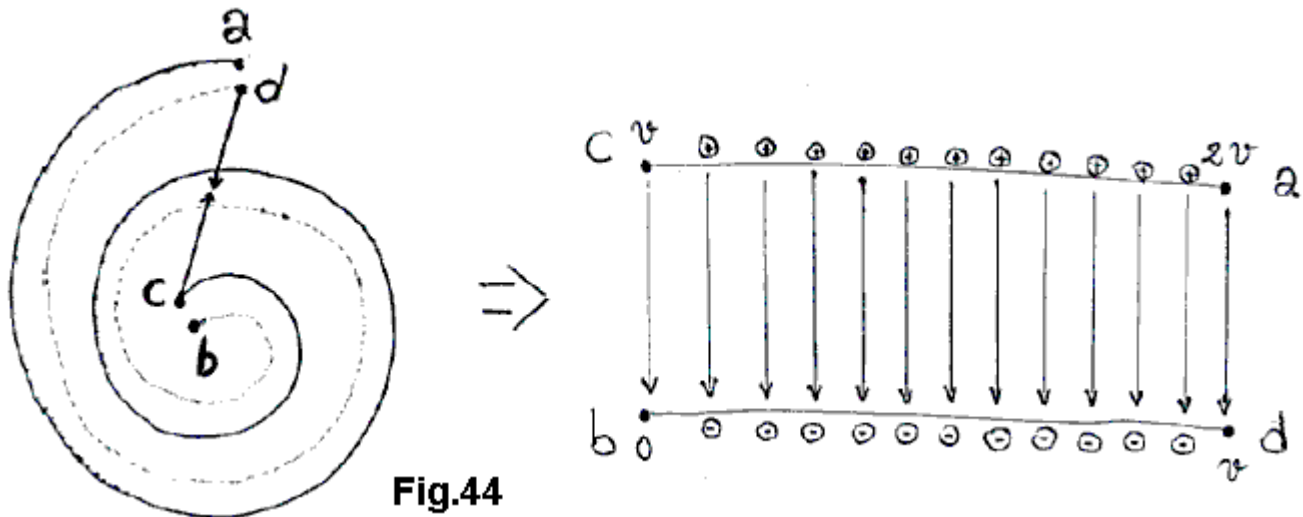 a
d
c
b
⇒
c v ⊕ ⊕ ⊕ ⊕ ⊕ ⊕ ⊕ ⊙ ⊕ ⊕ ⊕ 2v a
b 0 ⊖ ⊖ ⊖ ⊖ ⊖ ⊖ ⊖ ⊖ ⊖ ⊖ ⊖ v d
Fig.44